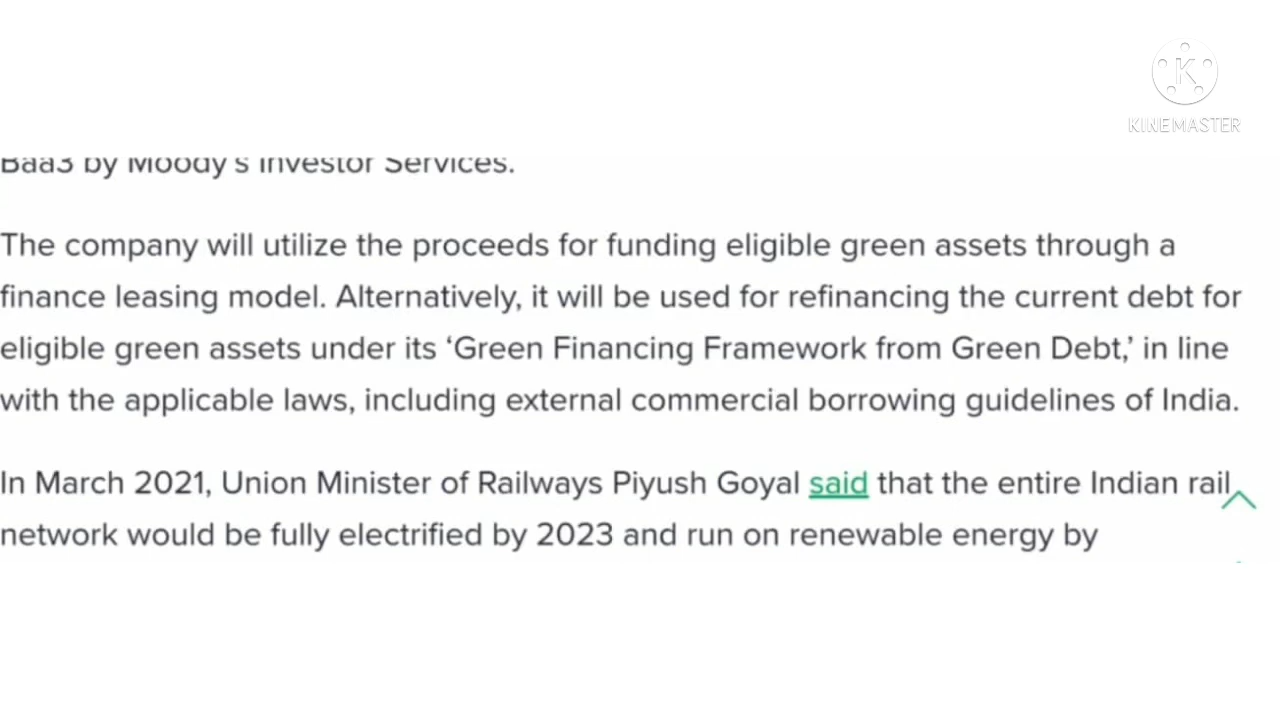 KINEMASTER
Baa3 by Moody's Investor Services.
The company will utilize the proceeds for funding eligible green assets through a
finance leasing model. Alternatively, it will be used for refinancing the current debt for
eligible green assets under its ‘Green Financing Framework from Green Debt,’ in line
with the applicable laws, including external commercial borrowing guidelines of India.
In March 2021, Union Minister of Railways Piyush Goyal said that the entire Indian rail
network would be fully electrified by 2023 and run on renewable energy by